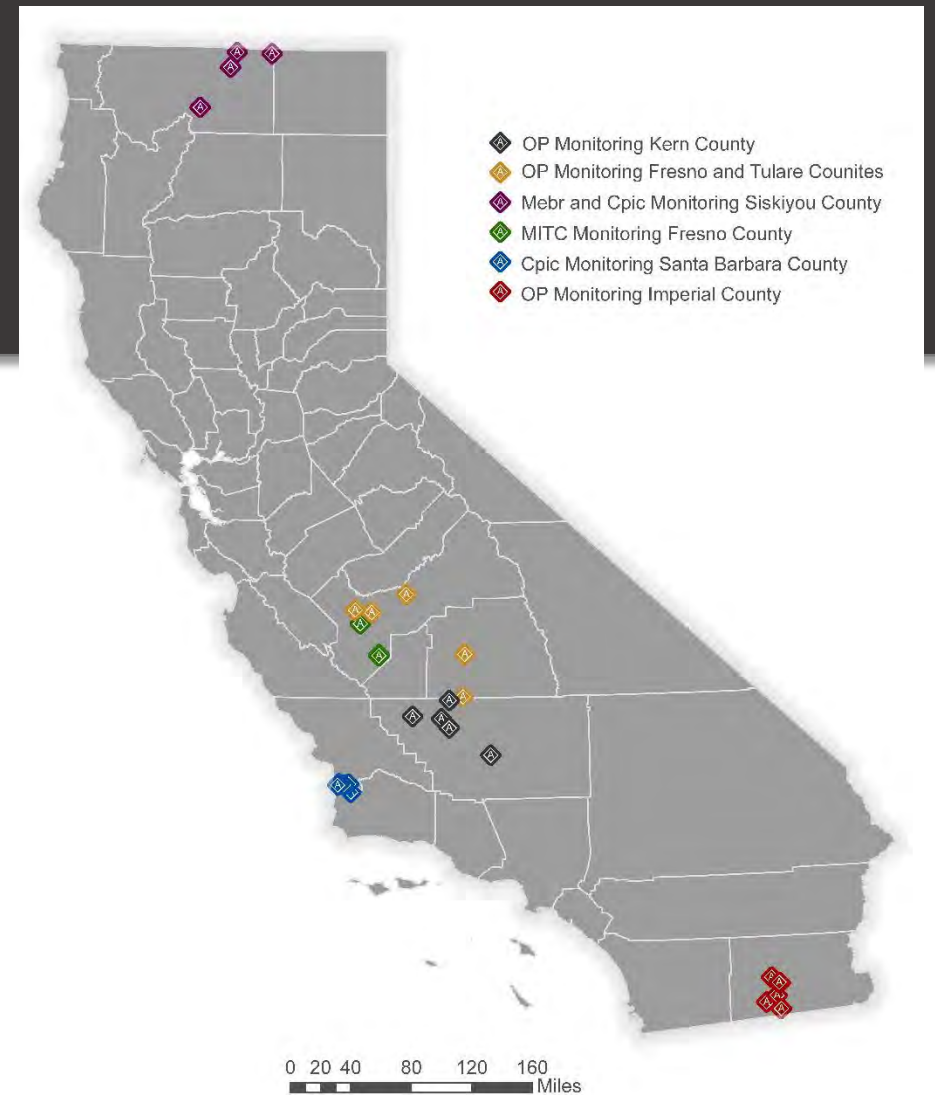 OP Monitoring Kern County
OP Monitoring Fresno and Tulare Counites
Mebr and Cpic Monitoring Siskiyou County
MITC Monitoring Fresno County
Cpic Monitoring Santa Barbara County
OP Monitoring Imperial County
0 20 40 80 120 160
Miles